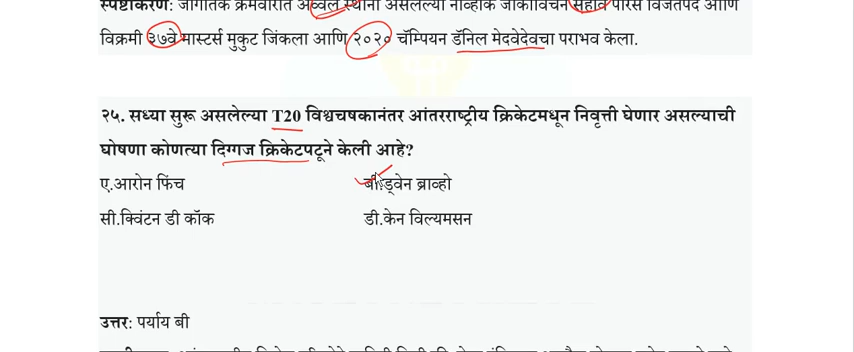 स्पष्टीकरण: जागतिक क्रमवारीत अव्वल स्थानी असलेल्या नोव्हाक जोकोविचने सहावे पॅरिस विजेतेपद आणि
विक्रमी ३७वे मास्टर्स मुकुट जिंकला आणि २०२० चॅम्पियन डॅनिल मेदवेदेवचा पराभव केला.
२५. सध्या सुरू असलेल्या T20 विश्वचषकानंतर आंतरराष्ट्रीय क्रिकेटमधून निवृत्ती घेणार असल्याची
घोषणा कोणत्या दिग्गज क्रिकेटपटूने केली आहे?
ए.आरोन फिंच
बी.ड्वेन ब्राव्हो
सी.क्विंटन डी कॉक
डी.केन विल्यमसन
उत्तर: पर्याय बी